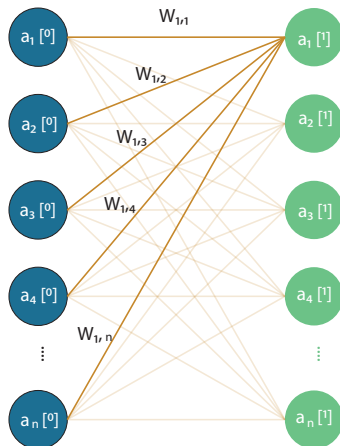 W₁,₁
a₁ [⁰]
a₁ [¹]
W₁,₂
a₂ [⁰]
a₂ [¹]
W₁,₃
a₃ [⁰]
a₃ [¹]
W₁,₄
a₄ [⁰]
a₄ [¹]
W₁, ₙ
....
....
aₙ [⁰]
aₙ [¹]